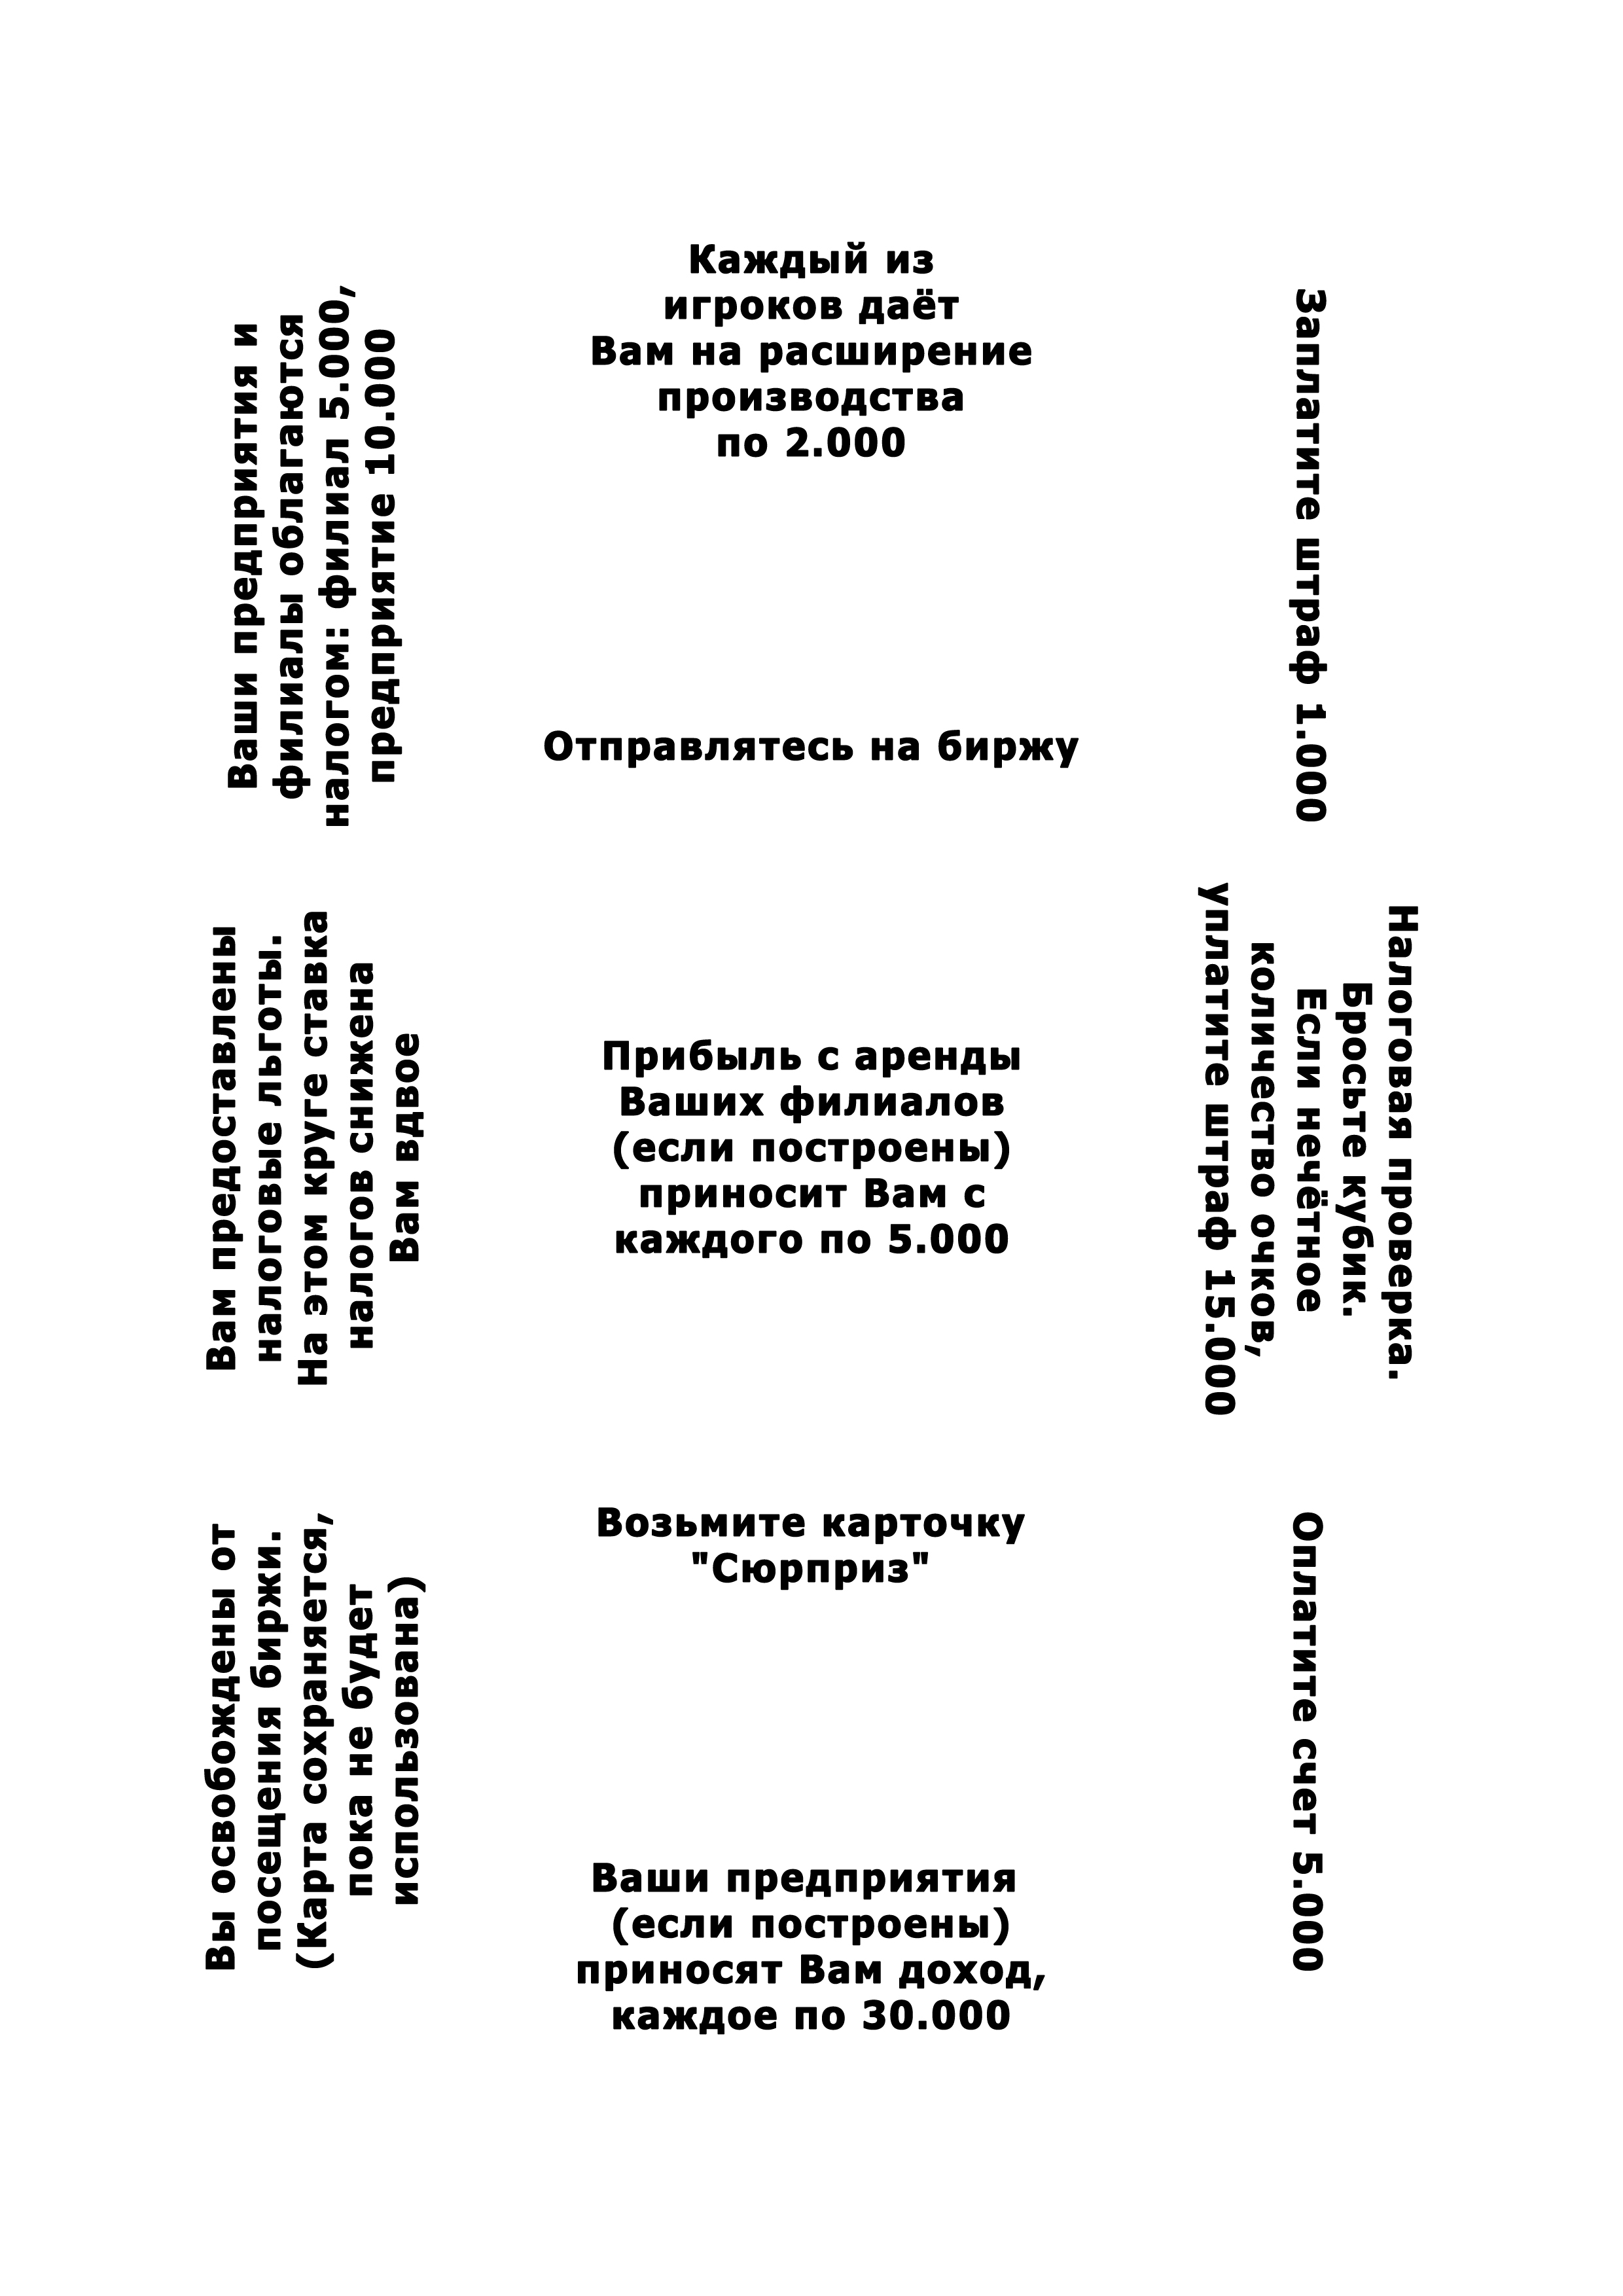 Ваши предприятия и
филиалы облагаются
налогом: филиал 5.000,
предприятие 10.000
Каждый из
игроков даёт
Вам на расширение
производства
по 2.000
Заплатите штраф 1.000
Отправлятесь на биржу
Вам предоставлены
налоговые льготы.
На этом круге ставка
налогов снижена
Вам вдвое
Прибыль с аренды
Ваших филиалов
(если построены)
приносит Вам с
каждого по 5.000
Налоговая проверка.
Бросьте кубик.
Если нечётное
количество очков,
уплатите штраф 15.000
Вы освобождены от
посещения биржи.
(Карта сохраняется,
пока не будет
использована)
Возьмите карточку
"Сюрприз"
Оплатите счет 5.000
Ваши предприятия
(если построены)
приносят Вам доход,
каждое по 30.000